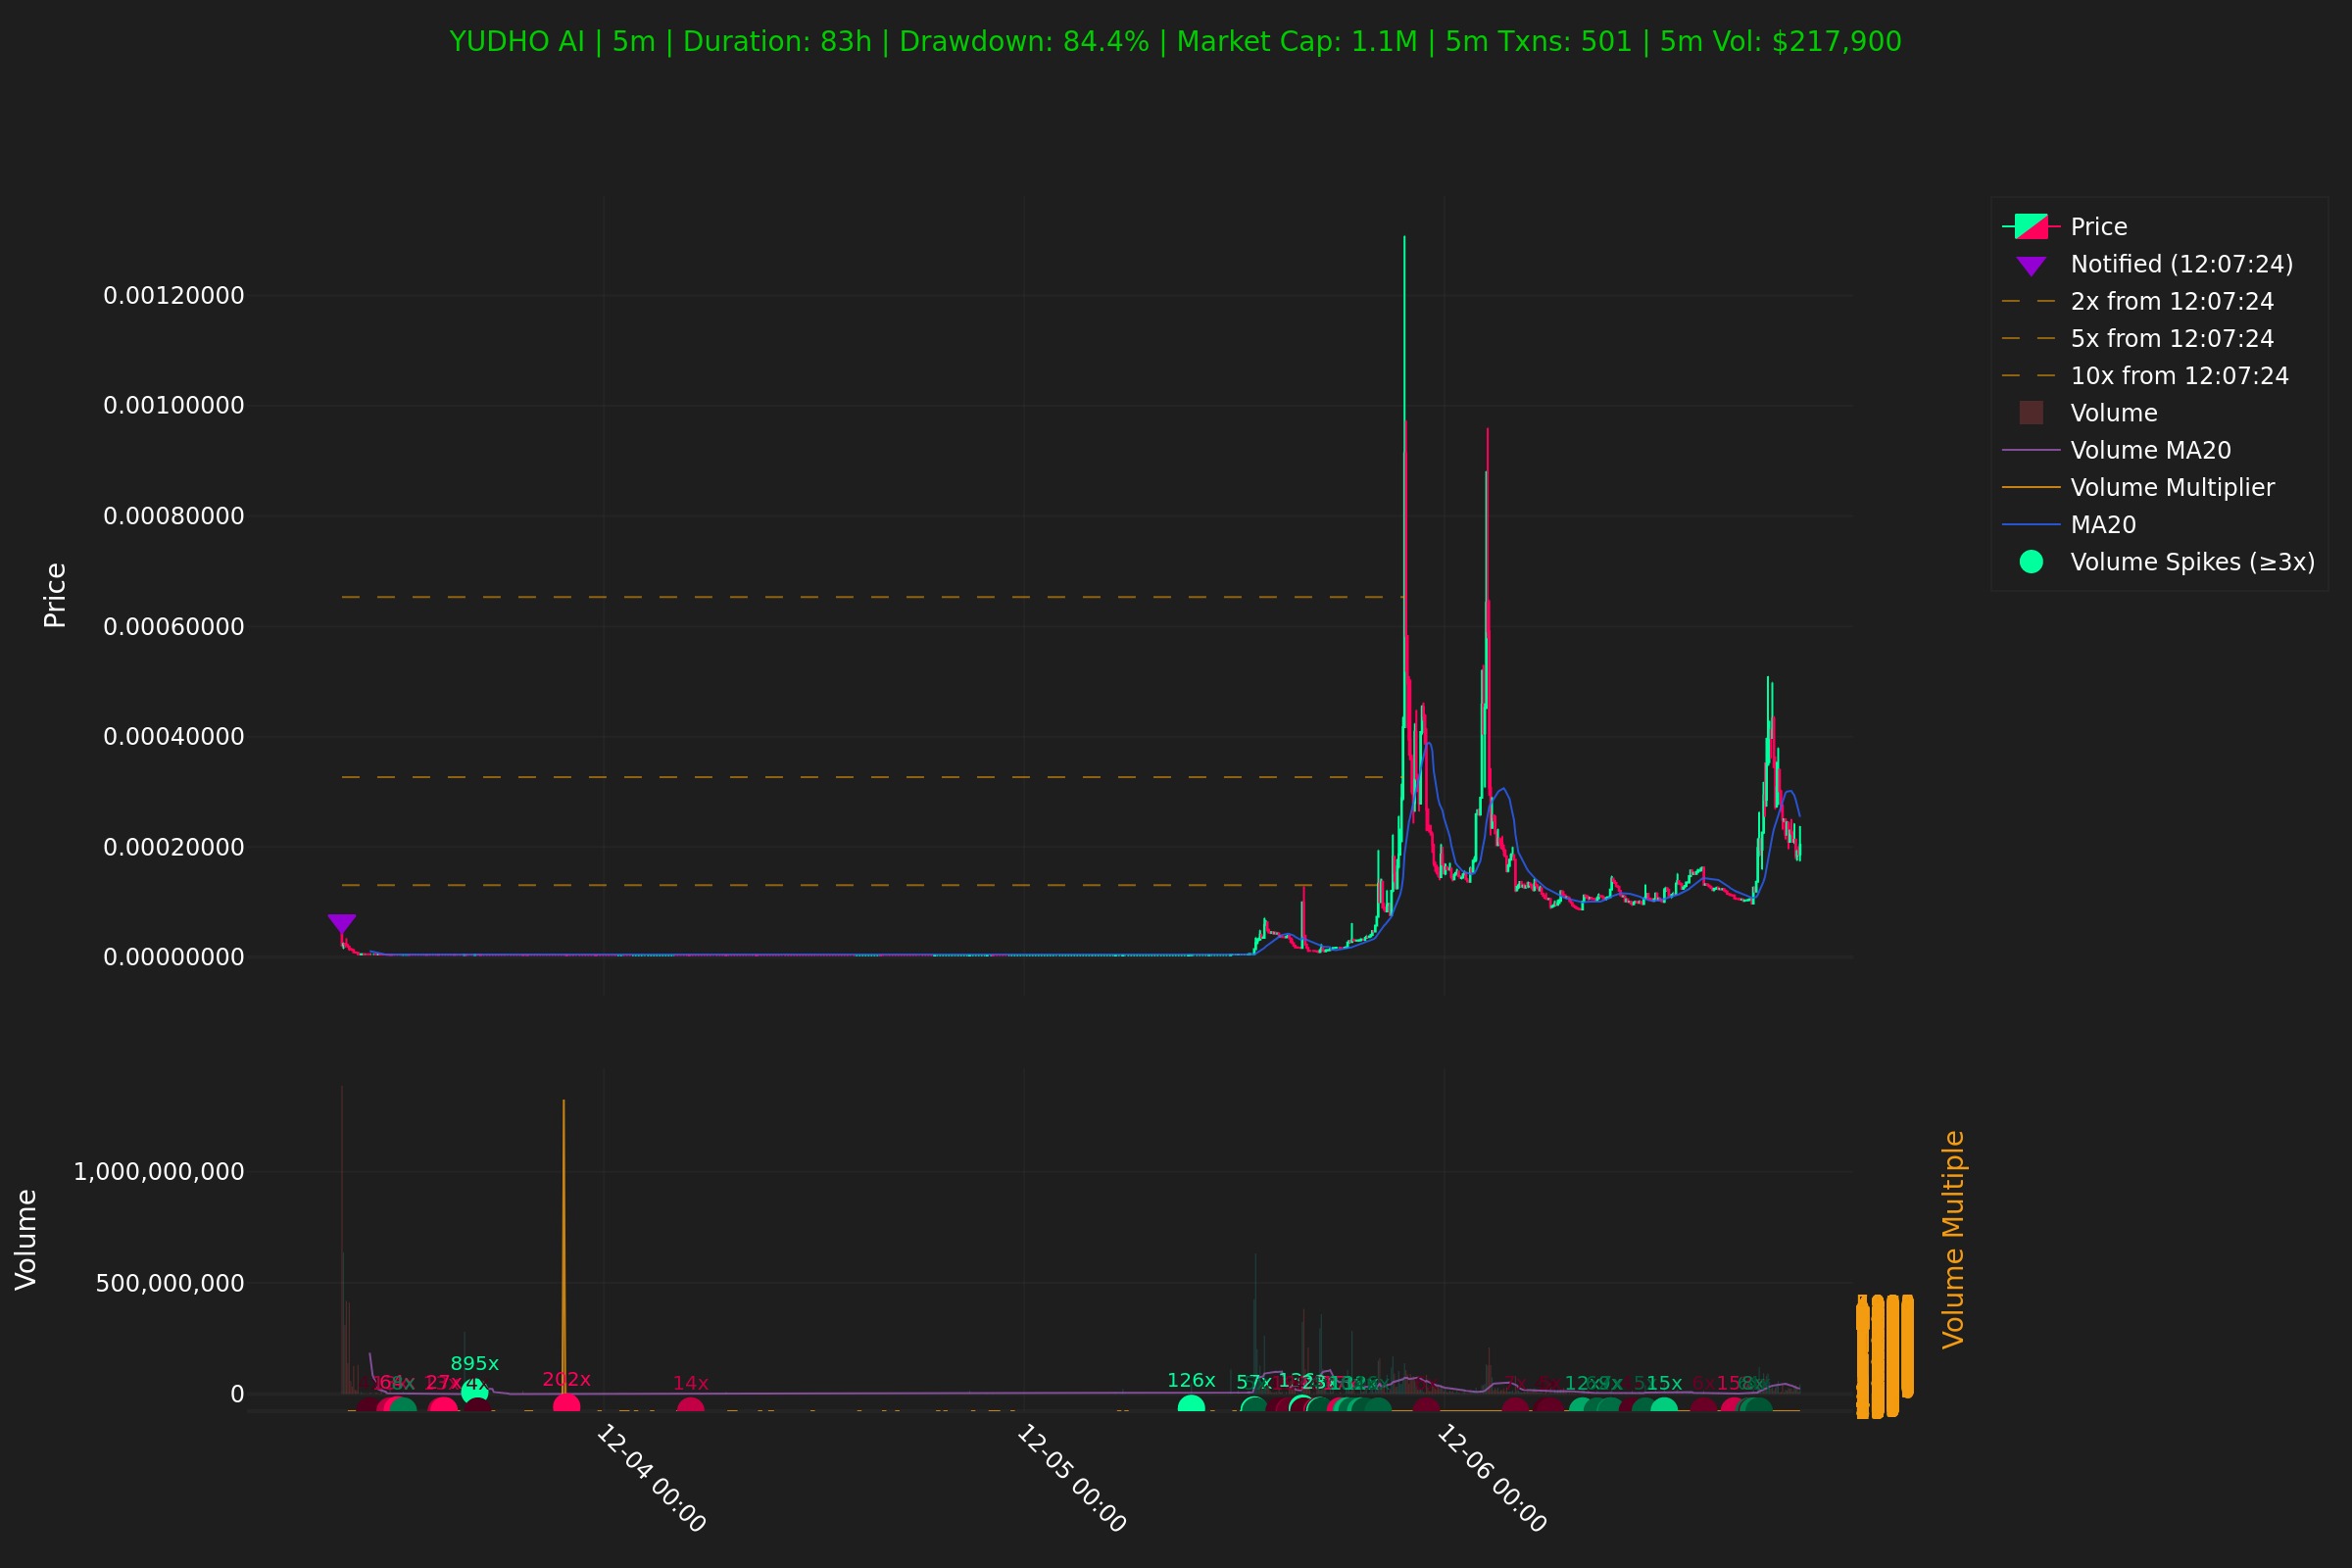 YUDHO AI | 5m | Duration: 83h | Drawdown: 84.4% | Market Cap: 1.1M | 5m Txns: 501 | 5m Vol: $217,900
Price
0.00120000
0.00100000
0.00080000
0.00060000
0.00040000
0.00020000
0.00000000
Price
Notified (12:07:24)
2x from 12:07:24
5x from 12:07:24
10x from 12:07:24
Volume
Volume MA20
Volume Multiplier
MA20
Volume Spikes (≥3x)
Volume
1,000,000,000
500,000,000
0
27x
895x
4x
202x
14x
126x
57x
15x
Volume Multiple
12-04 00:00
12-05 00:00
12-06 00:00